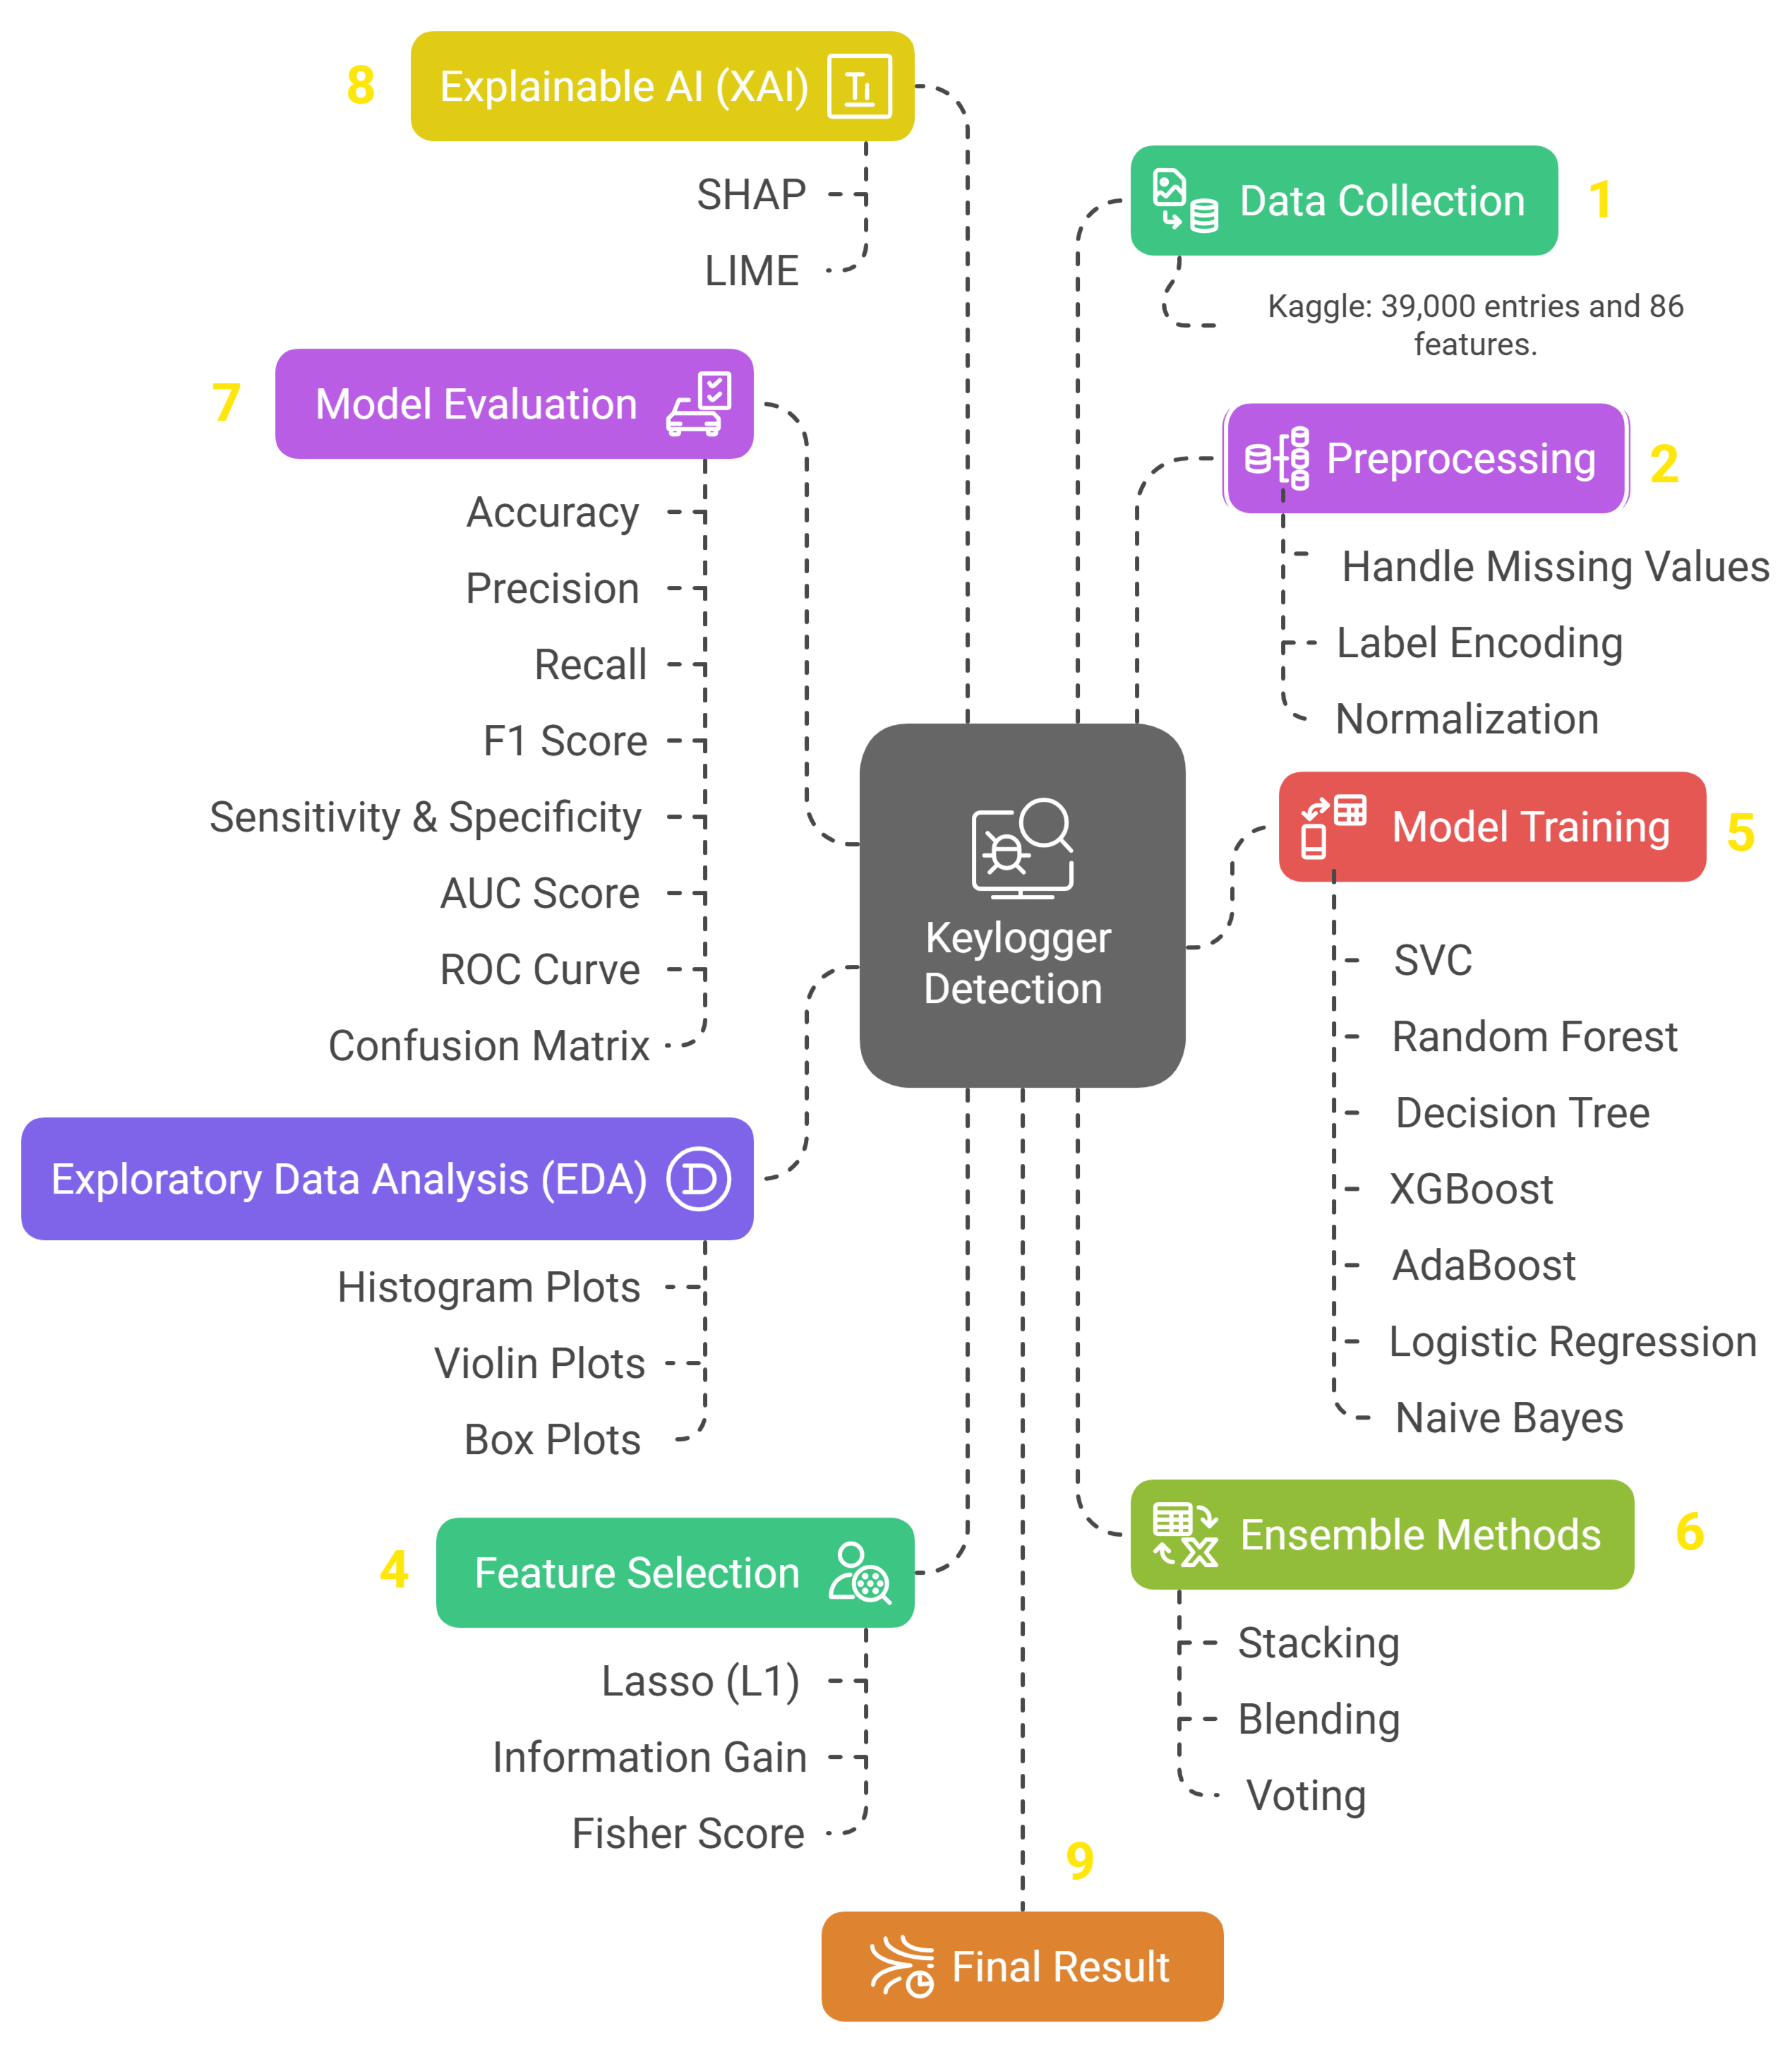 8
Explainable AI (XAI)
SHAP
LIME
Data Collection
1
Kaggle: 39,000 entries and 86
features.
7
Model Evaluation
Accuracy
Precision
Recall
F1 Score
Sensitivity & Specificity
AUC Score
ROC Curve
Confusion Matrix
Preprocessing
2
Handle Missing Values
Label Encoding
Normalization
Keylogger
Detection
Model Training
5
SVC
Random Forest
Decision Tree
XGBoost
AdaBoost
Logistic Regression
Naive Bayes
Exploratory Data Analysis (EDA)
Histogram Plots
Violin Plots
Box Plots
4
Feature Selection
Lasso (L1)
Information Gain
Fisher Score
Ensemble Methods
6
Stacking
Blending
Voting
9
Final Result